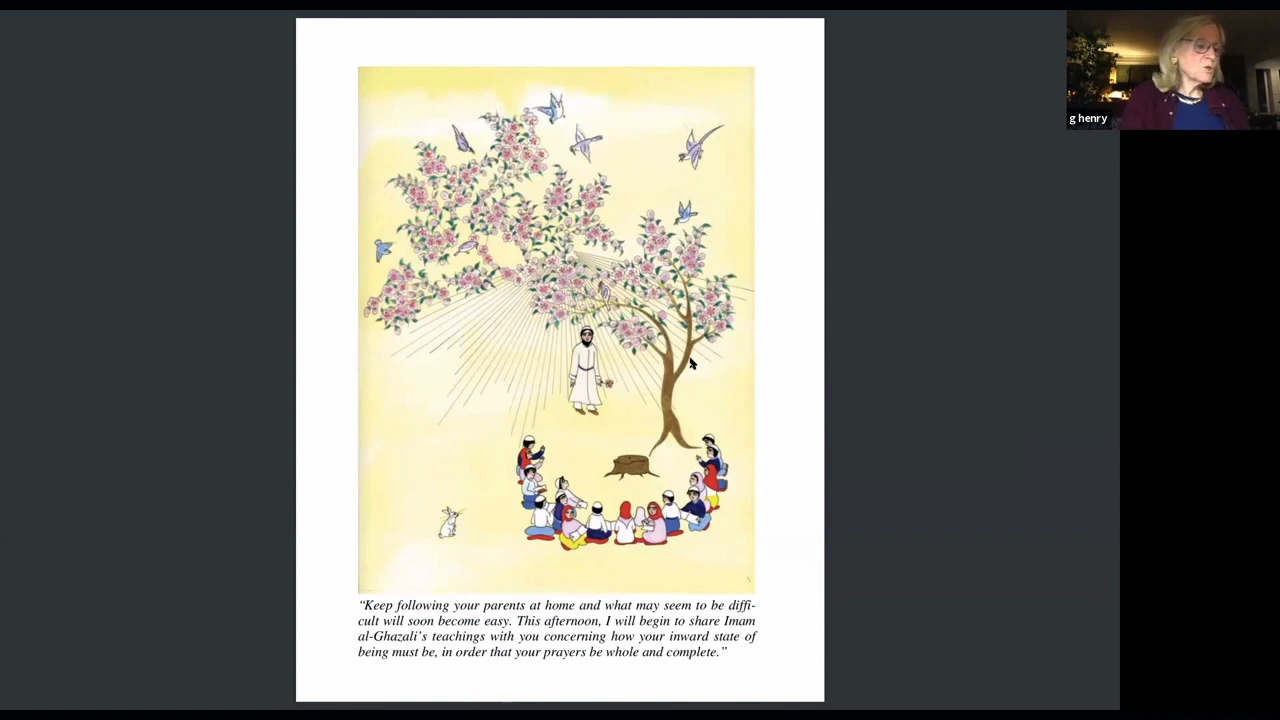 g henry
“Keep following your parents at home and what may seem to be diffi-
cult will soon become easy. This afternoon, I will begin to share Imam
al-Ghazali’s teachings with you concerning how your inward state of
being must be, in order that your prayers be whole and complete.”